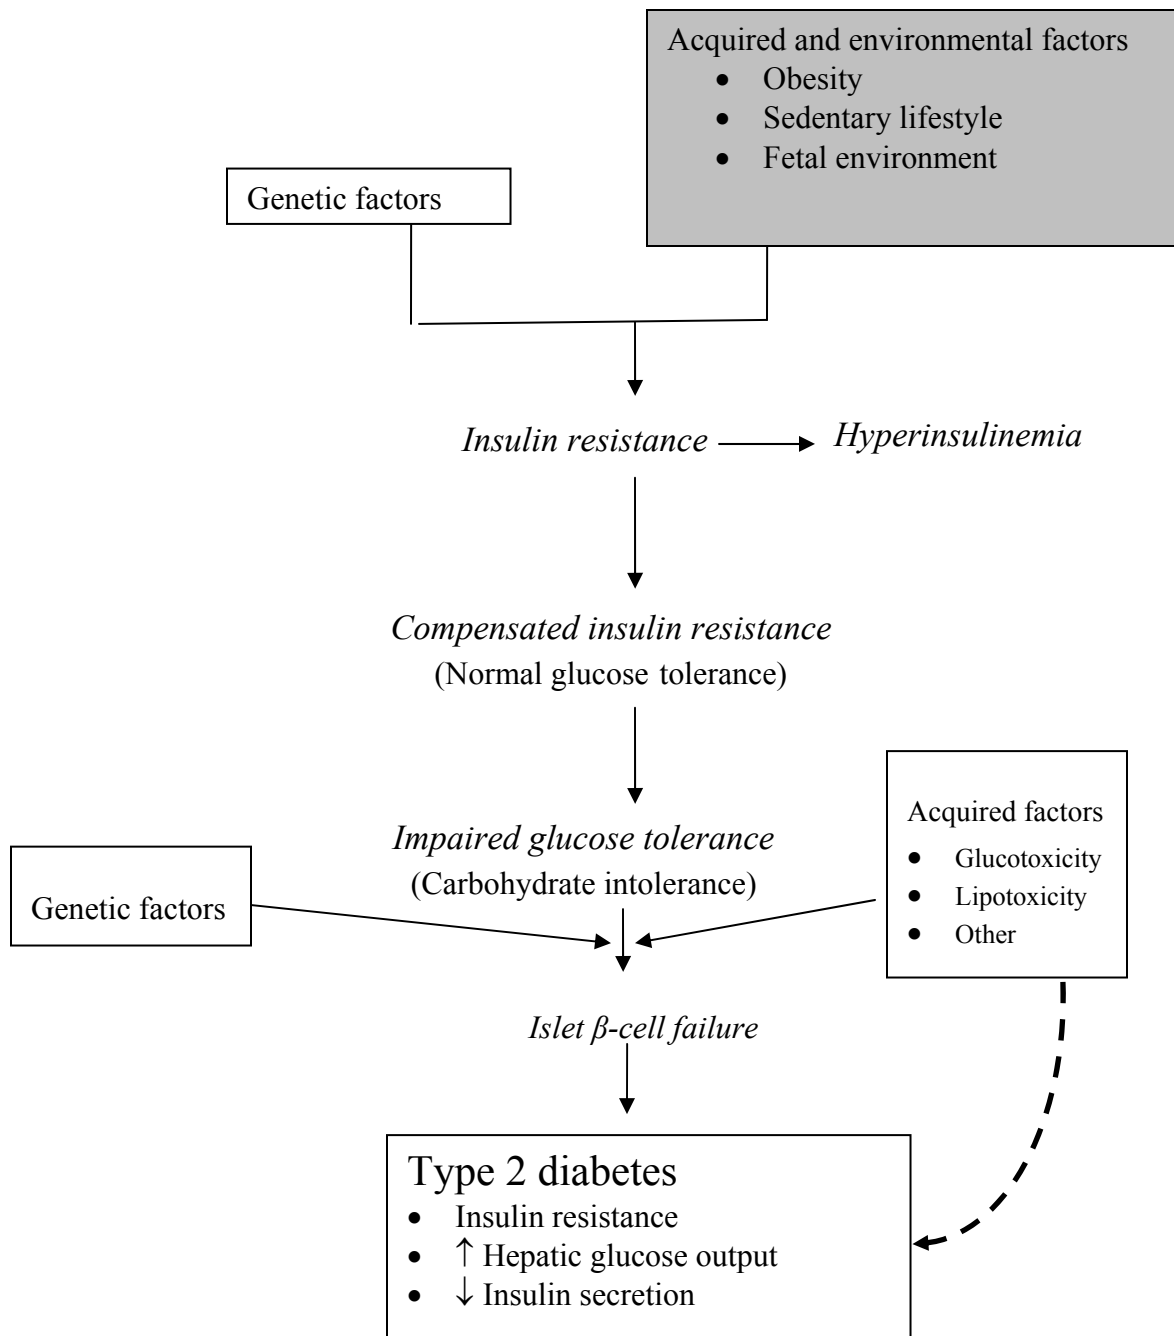 Acquired and environmental factors
• Obesity
• Sedentary lifestyle
• Fetal environment
Genetic factors
Insulin resistance
Hyperinsulinemia
Compensated insulin resistance
(Normal glucose tolerance)
Impaired glucose tolerance
(Carbohydrate intolerance)
Genetic factors
Acquired factors
• Glucotoxicity
• Lipotoxicity
• Other
Islet β-cell failure
Type 2 diabetes
• Insulin resistance
• ↑ Hepatic glucose output
• ↓ Insulin secretion